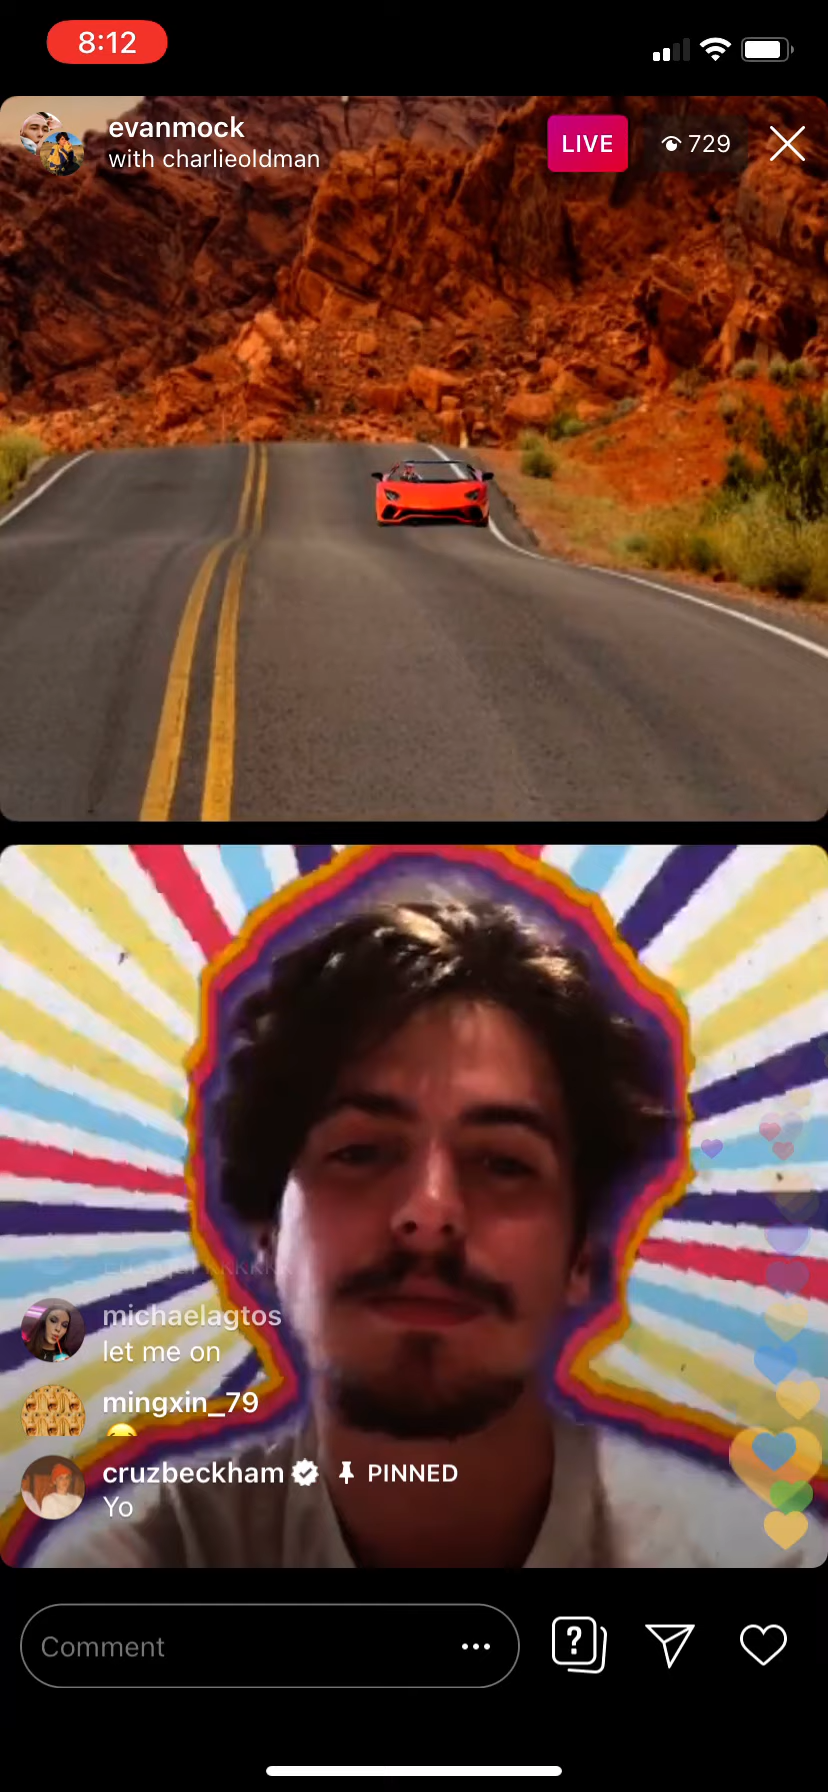 8:12
evanmock
with charlieoldman
LIVE
729
michaelagtos
let me on
mingxin_79
cruzbeckham PINNED
Yo
Comment
?